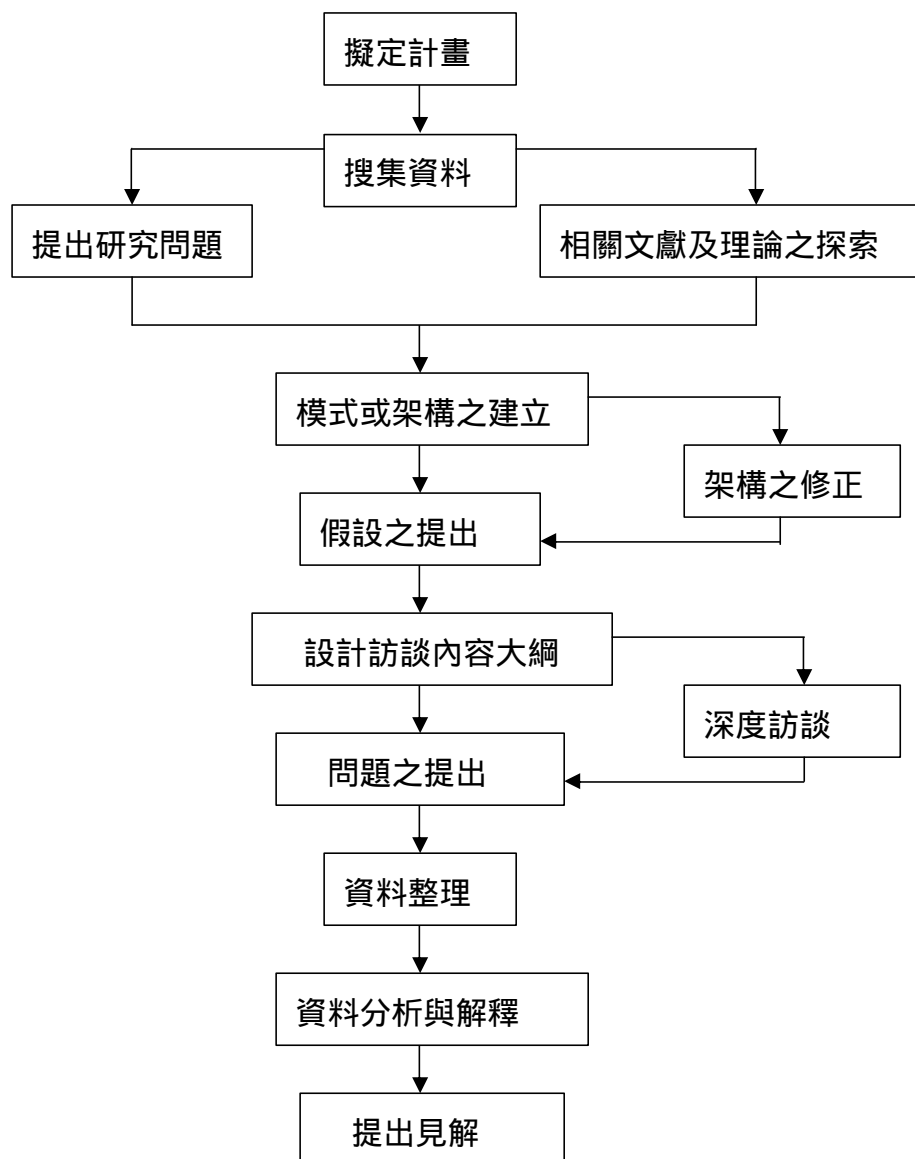 擬定計畫
搜集資料
提出研究問題
相關文獻及理論之探索
模式或架構之建立
架構之修正
假設之提出
設計訪談內容大綱
深度訪談
問題之提出
資料整理
資料分析與解釋
提出見解